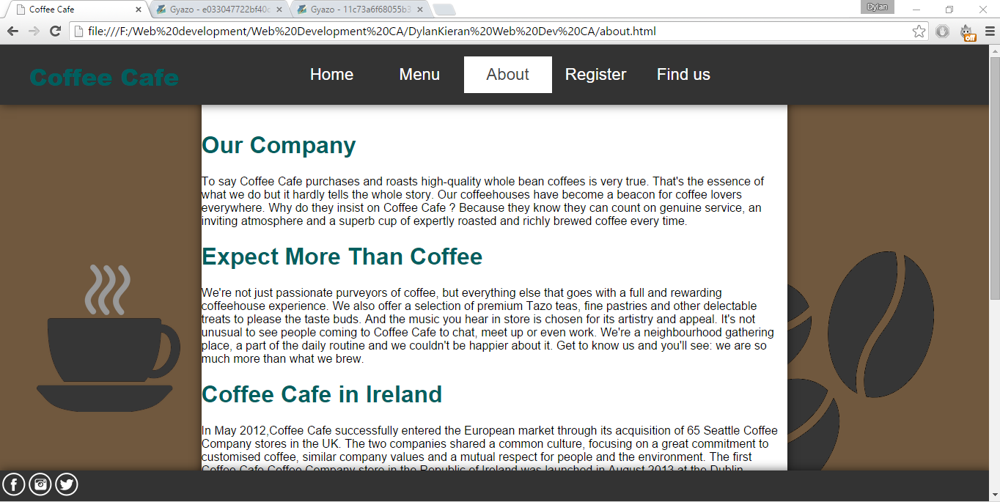 Coffee Cafe
Gyazo - e033047722bf40c
Gyazo - 11c73a6f68055b3
Dylan
file:///F:/Web%20development/Web%20Development%20CA/DylanKieran%20Web%20Dev%20CA/about.html
off
Coffee Cafe
Home Menu About Register Find us
Our Company
To say Coffee Cafe purchases and roasts high-quality whole bean coffees is very true. That's the essence of
what we do but it hardly tells the whole story. Our coffeehouses have become a beacon for coffee lovers
everywhere. Why do they insist on Coffee Cafe ? Because they know they can count on genuine service, an
inviting atmosphere and a superb cup of expertly roasted and richly brewed coffee every time.
Expect More Than Coffee
We're not just passionate purveyors of coffee, but everything else that goes with a full and rewarding
coffeehouse experience. We also offer a selection of premium Tazo teas, fine pastries and other delectable
treats to please the taste buds. And the music you hear in store is chosen for its artistry and appeal. It's not
unusual to see people coming to Coffee Cafe to chat, meet up or even work. We're a neighbourhood gathering
place, a part of the daily routine and we couldn't be happier about it. Get to know us and you'll see: we are so
much more than what we brew.
Coffee Cafe in Ireland
In May 2012,Coffee Cafe successfully entered the European market through its acquisition of 65 Seattle Coffee
Company stores in the UK. The two companies shared a common culture, focusing on a great commitment to
customised coffee, similar company values and a mutual respect for people and the environment. The first
Coffee Cafe Coffee Company store in the Republic of Ireland was launched in August 2013 at the Dublin